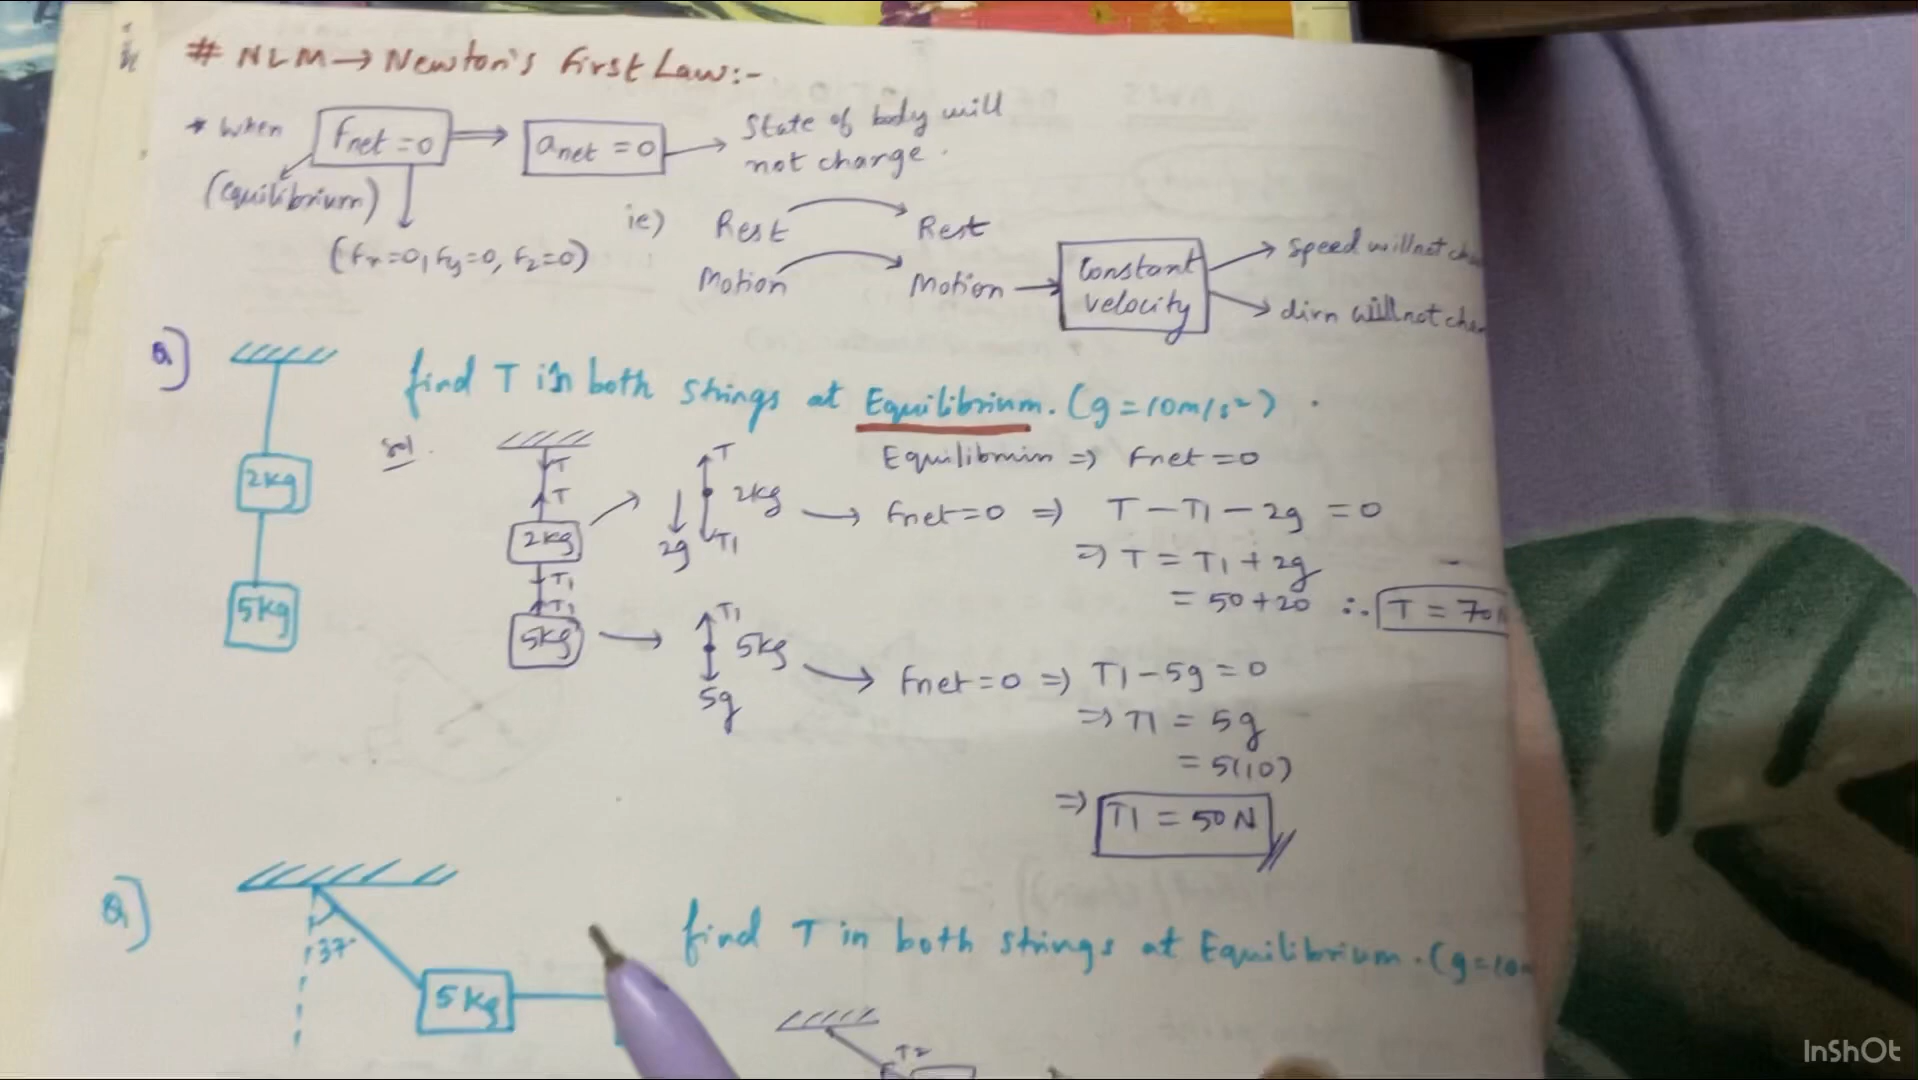 # NLM → Newton's First Law:-
* When Fnet = 0 ⇒ anet = 0 → State of body will
not change.
(Equilibrium)
(Fx=0, Fy=0, Fz=0)
ie) Rest Rest
Motion Motion → Constant velocity → Speed will not
→ dirn will not
Q)
2kg
5kg
find T in both strings at Equilibrium. (g=10m/s²).
Sol.
Equilibrium ⇒ Fnet = 0
T
T
2kg
T1
T1
5kg
T
2kg
2g
T1
→ Fnet = 0 ⇒ T - T1 - 2g = 0
⇒ T = T1 + 2g
= 50 + 20 ∴ T = 70N
T1
5kg
5g
→ Fnet = 0 ⇒ T1 - 5g = 0
⇒ T1 = 5g
= 5(10)
⇒ T1 = 50N
Q)
37°
5kg
find T in both strings at Equilibrium. (g=10
T2
InShOt